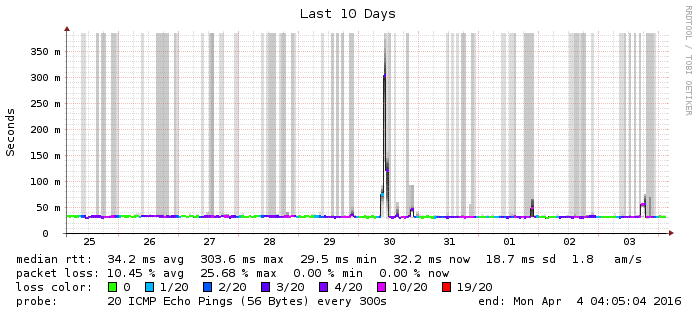 Last 10 Days
RRDTOOL / TOBI OETIKER
Seconds
350 m
300 m
250 m
200 m
150 m
100 m
50 m
0
25 26 27 28 29 30 31 01 02 03
median rtt: 34.2 ms avg 303.6 ms max 29.5 ms min 32.2 ms now 18.7 ms sd 1.8 am/s
packet loss: 10.45 % avg 25.68 % max 0.00 % min 0.00 % now
loss color: 0 1/20 2/20 3/20 4/20 10/20 19/20
probe: 20 ICMP Echo Pings (56 Bytes) every 300s end: Mon Apr 4 04:05:04 2016